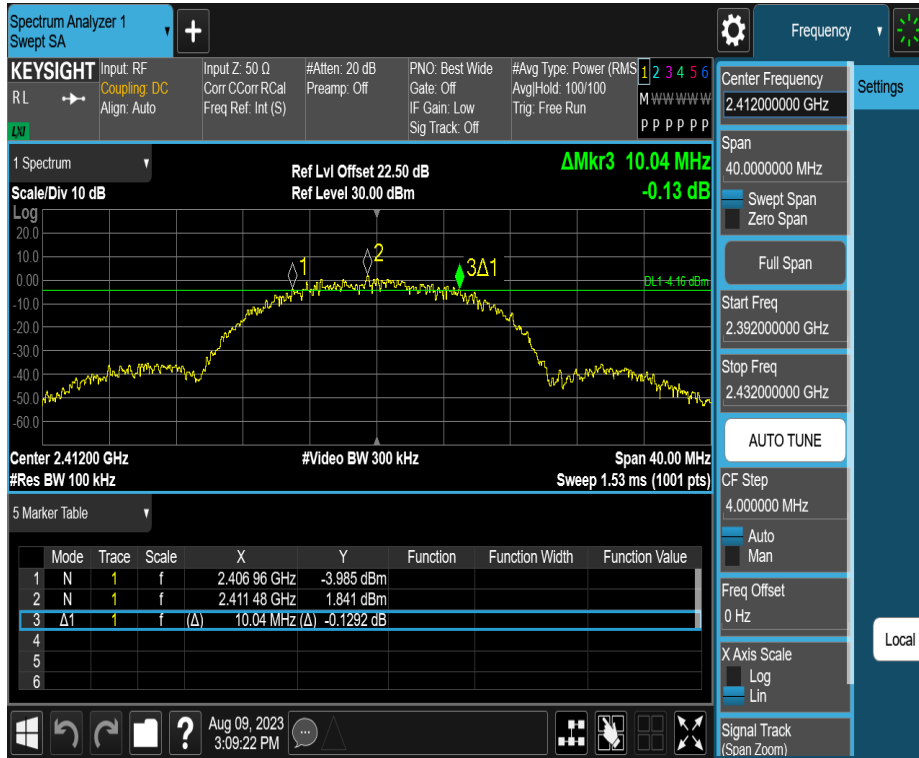 Spectrum Analyzer 1
Swept SA
+
Frequency
KEYSIGHT
R L
LXI
Input: RF
Coupling: DC
Align: Auto
Input Z: 50 Ω
Corr CCorr RCal
Freq Ref: Int (S)
#Atten: 20 dB
Preamp: Off
PNO: Best Wide
Gate: Off
IF Gain: Low
Sig Track: Off
#Avg Type: Power (RMS
Avg|Hold: 100/100
Trig: Free Run
1 2 3 4 5 6
M W W W W W
P P P P P P
Center Frequency
2.412000000 GHz
Settings
Span
40.0000000 MHz
Swept Span
Zero Span
Full Span
Start Freq
2.392000000 GHz
Stop Freq
2.432000000 GHz
AUTO TUNE
CF Step
4.000000 MHz
Auto
Man
Freq Offset
0 Hz
X Axis Scale
Log
Lin
Signal Track
(Span Zoom)
Local
1 Spectrum
Scale/Div 10 dB
Log
Ref Lvl Offset 22.50 dB
Ref Level 30.00 dBm
ΔMkr3 10.04 MHz
-0.13 dB
20.0
10.0
0.00
-10.0
-20.0
-30.0
-40.0
-50.0
-60.0
1
2
3Δ1
DL1 -4.16 dBm
Center 2.41200 GHz
#Video BW 300 kHz
Span 40.00 MHz
#Res BW 100 kHz
Sweep 1.53 ms (1001 pts)
5 Marker Table
Mode Trace Scale X Y Function Function Width Function Value
1 N 1 f 2.406 96 GHz -3.985 dBm
2 N 1 f 2.411 48 GHz 1.841 dBm
3 Δ1 1 f (Δ) 10.04 MHz (Δ) -0.1292 dB
4
5
6
?
Aug 09, 2023
3:09:22 PM